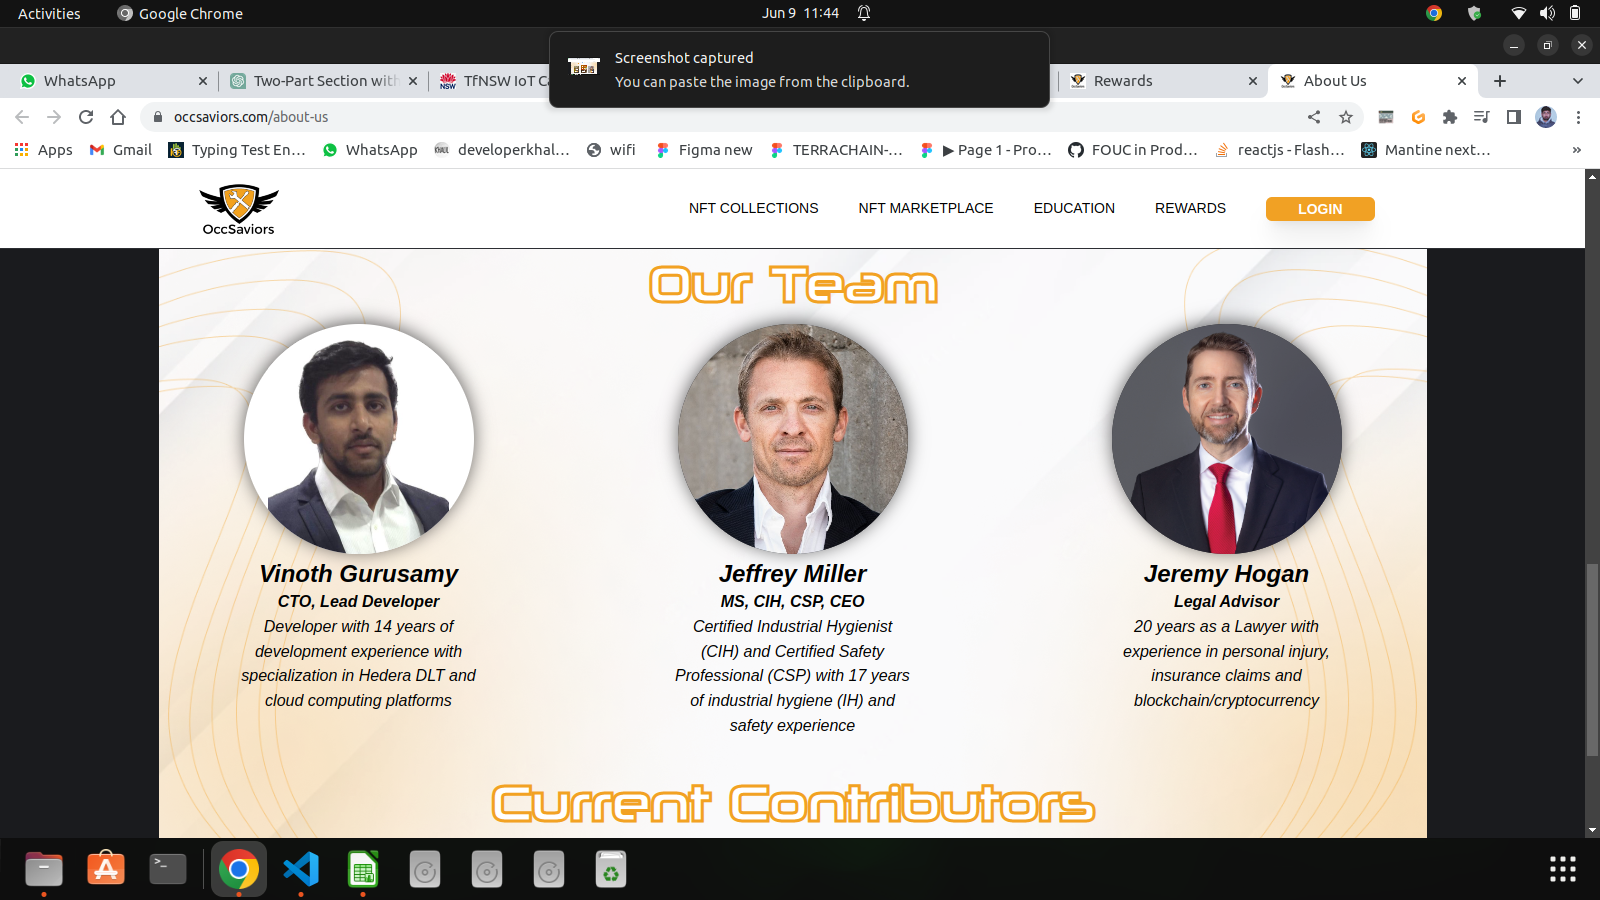 Activities
Google Chrome
Jun 9 11:44
Screenshot captured
You can paste the image from the clipboard.
WhatsApp
Two-Part Section with
TfNSW IoT Ca
Rewards
About Us
occsaviors.com/about-us
Apps
Gmail
Typing Test En...
WhatsApp
developerkhal...
wifi
Figma new
TERRACHAIN-...
▶ Page 1 - Pro...
FOUC in Prod...
reactjs - Flash...
Mantine next...
»
OccSaviors
NFT COLLECTIONS
NFT MARKETPLACE
EDUCATION
REWARDS
LOGIN
Our Team
Vinoth Gurusamy
CTO, Lead Developer
Developer with 14 years of
development experience with
specialization in Hedera DLT and
cloud computing platforms
Jeffrey Miller
MS, CIH, CSP, CEO
Certified Industrial Hygienist
(CIH) and Certified Safety
Professional (CSP) with 17 years
of industrial hygiene (IH) and
safety experience
Jeremy Hogan
Legal Advisor
20 years as a Lawyer with
experience in personal injury,
insurance claims and
blockchain/cryptocurrency
Current Contributors